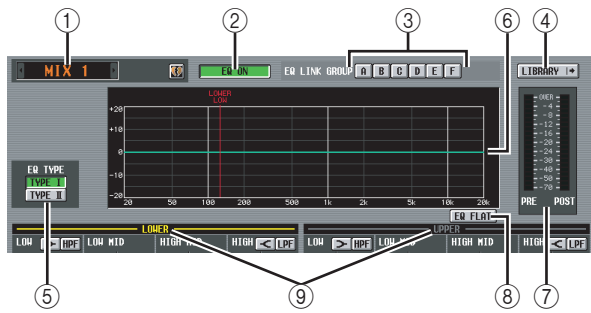 ① ② ③ ④
MIX 1 EQ ON EQ LINK GROUP A B C D E F LIBRARY
⑥
LOWER
LOW
+20
+10
0
-10
-20
20 50 100 200 500 1k 2k 5k 10k 20k
OVER
-4
-8
-12
-16
-20
-24
-30
-40
-50
-70
PRE POST
EQ TYPE
TYPE I
TYPE II
EQ FLAT
LOWER UPPER
LOW HPF LOW MID HIGH MID HIGH LPF LOW HPF LOW MID HIGH MID HIGH LPF
⑤ ⑨ ⑧ ⑦